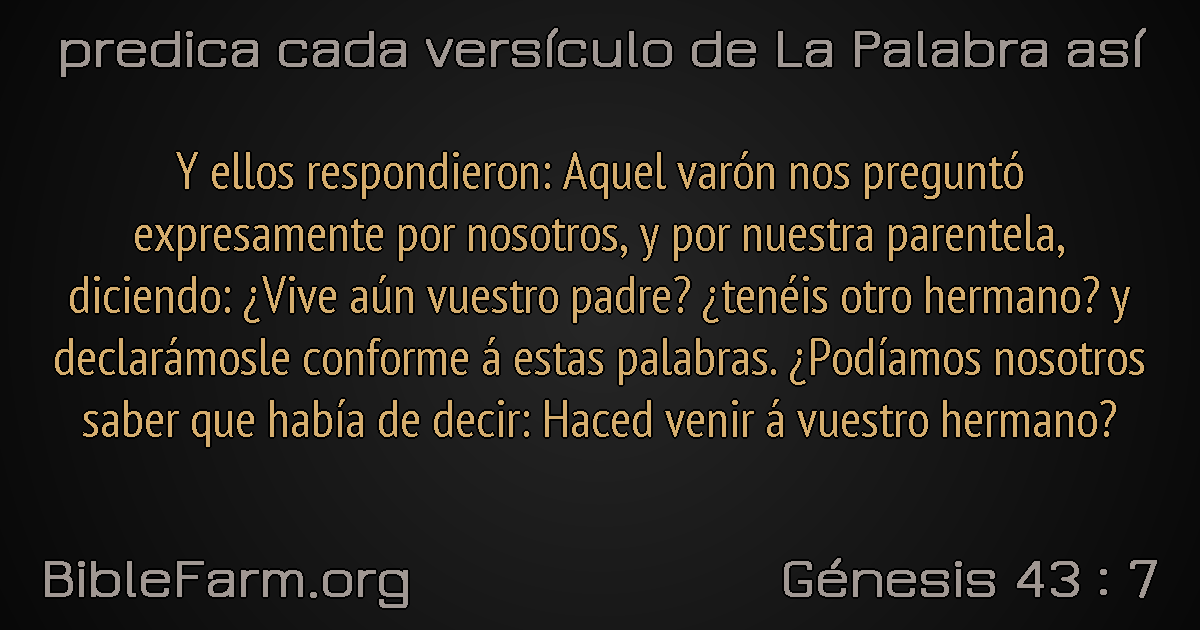 predica cada versículo de La Palabra así
Y ellos respondieron: Aquel varón nos preguntó
expresamente por nosotros, y por nuestra parentela,
diciendo: ¿Vive aún vuestro padre? ¿tenéis otro hermano? y
declarámosle conforme á estas palabras. ¿Podíamos nosotros
saber que había de decir: Haced venir á vuestro hermano?
BibleFarm.org
Génesis 43 : 7